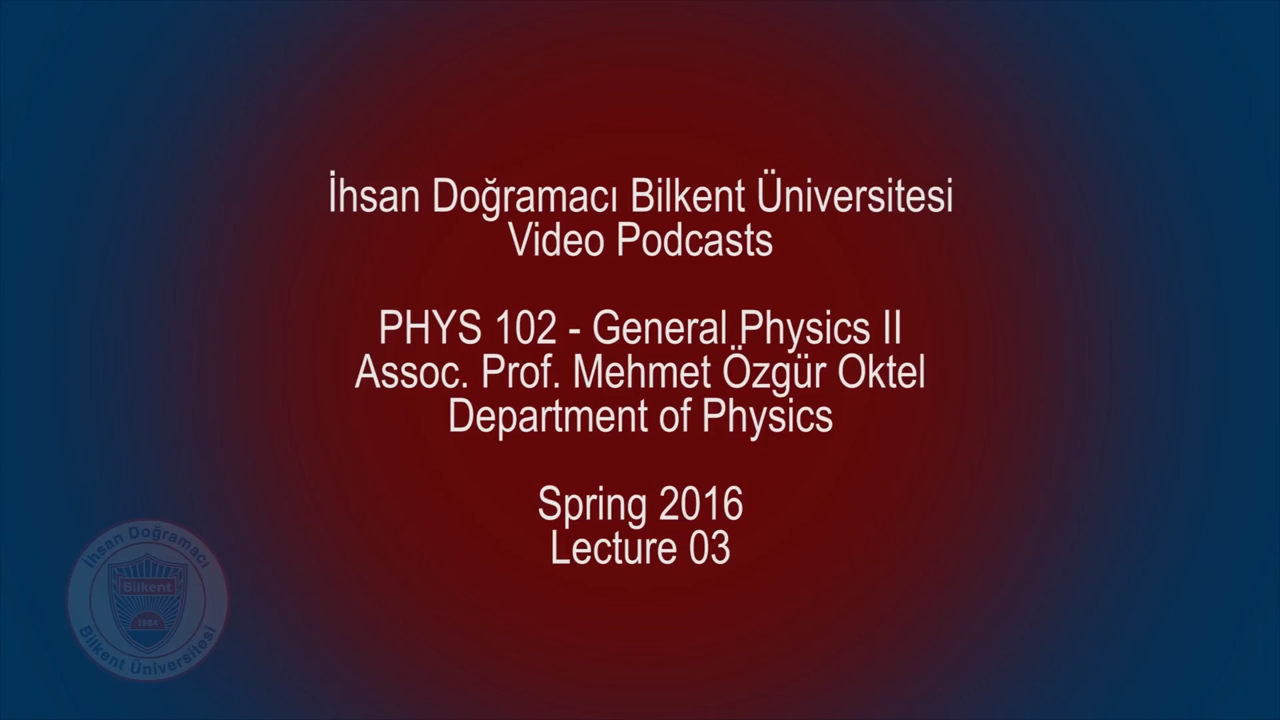 İhsan Doğramacı Bilkent Üniversitesi
Video Podcasts
PHYS 102 - General Physics II
Assoc. Prof. Mehmet Özgür Oktel
Department of Physics
Spring 2016
Lecture 03
İhsan Doğramacı
Bilkent
1984
Bilkent Üniversitesi